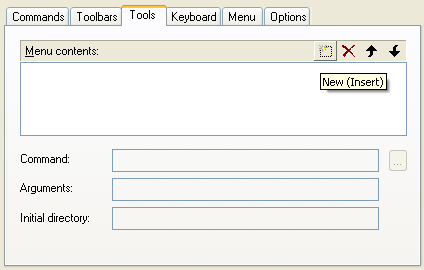 Commands Toolbars Tools Keyboard Menu Options
Menu contents:
New (Insert)
Command:
...
Arguments:
Initial directory: